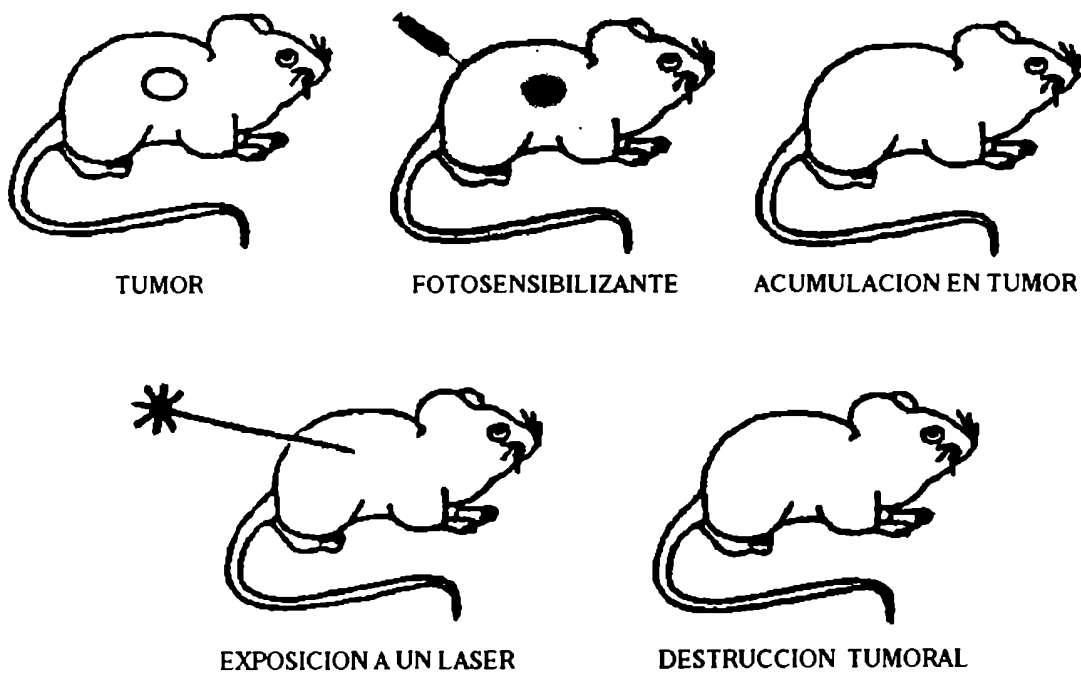 TUMOR
FOTOSENSIBILIZANTE
ACUMULACION EN TUMOR
EXPOSICION A UN LASER
DESTRUCCION TUMORAL